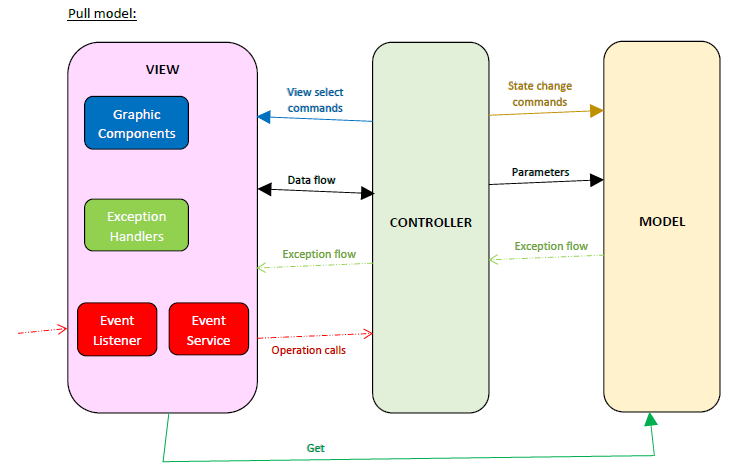 Pull model:
VIEW
Graphic
Components
Exception
Handlers
Event
Listener
Event
Service
View select
commands
Data flow
Exception flow
Operation calls
CONTROLLER
State change
commands
Parameters
Exception flow
MODEL
Get